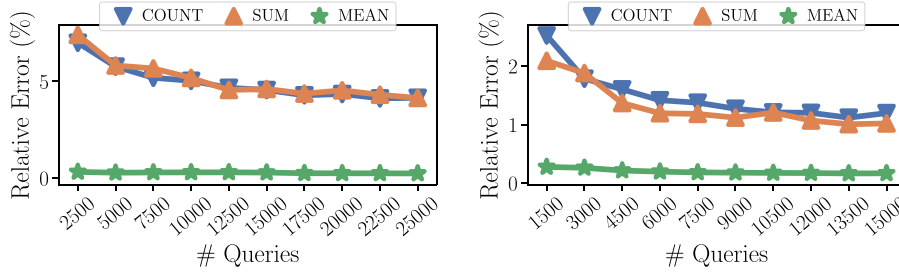 COUNT SUM MEAN
Relative Error (%)
5
0
2500 5000 7500 10000 12500 15000 17500 20000 22500 25000
# Queries
COUNT SUM MEAN
Relative Error (%)
2
1
0
1500 3000 4500 6000 7500 9000 10500 12000 13500 15000
# Queries